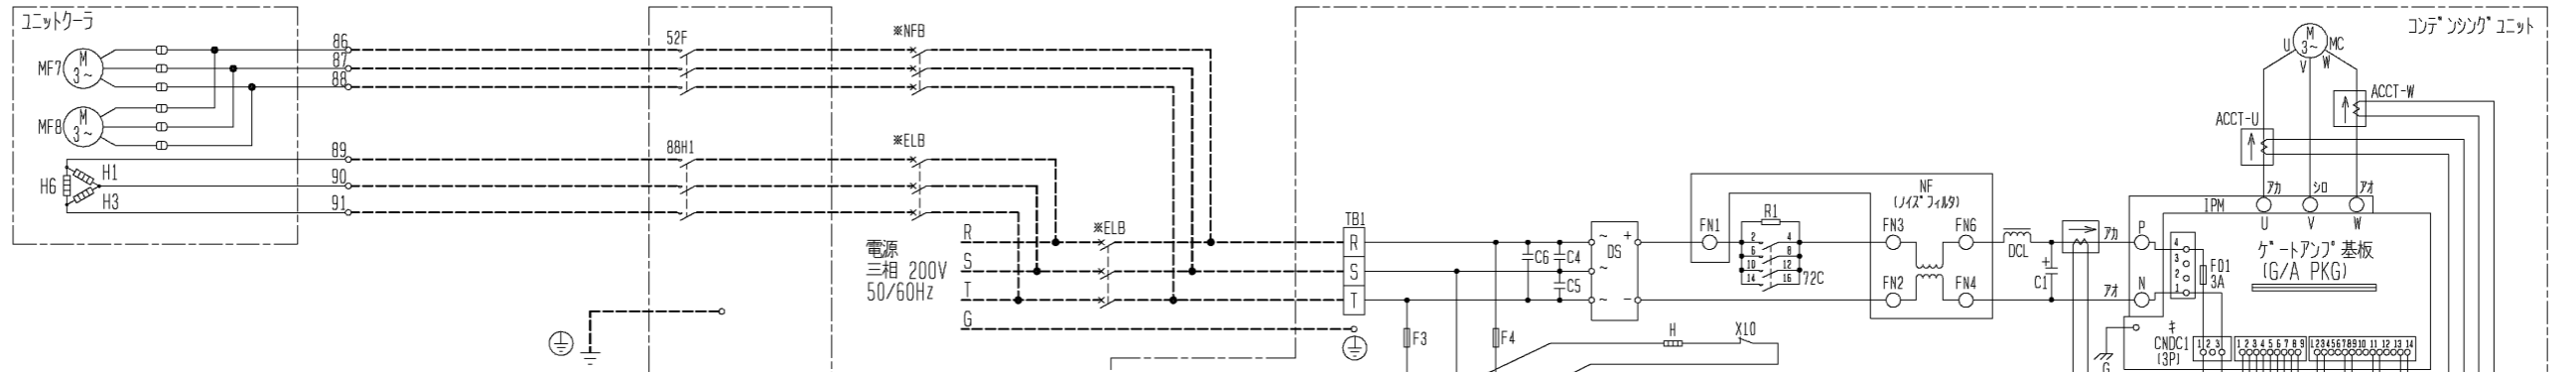 ユニットクーラ
MF7
M
3~
MF8
M
3~
H6
H1
H3
86
87
88
89
90
91
52F
88H1
※NFB
※ELB
※ELB
電源
三相 200V
50/60Hz
R
S
T
G
TB1
R
S
T
F3
F4
C6
C4
C5
~
~
~
DS
+
−
H
X10
FN1
R1
2
4
6
8
10
12
14
16
72C
NF
(ノイズフィルタ)
FN3
FN6
FN2
FN4
DCL
+
C1
アカ
アオ
P
N
コンデンシングユニット
M
3~
MC
U
V
W
ACCT-W
ACCT-U
アカ
シロ
アオ
IPM
U
V
W
ゲートアンプ基板
(G/A PKG)
4
3
2
1
F01
3A
キ
CNDC1
(3P)
G
1 2 3
1 2 3 4 5 6 7 8 9
1 2 3 4 5 6 7 8 9 10 11 12 13 14